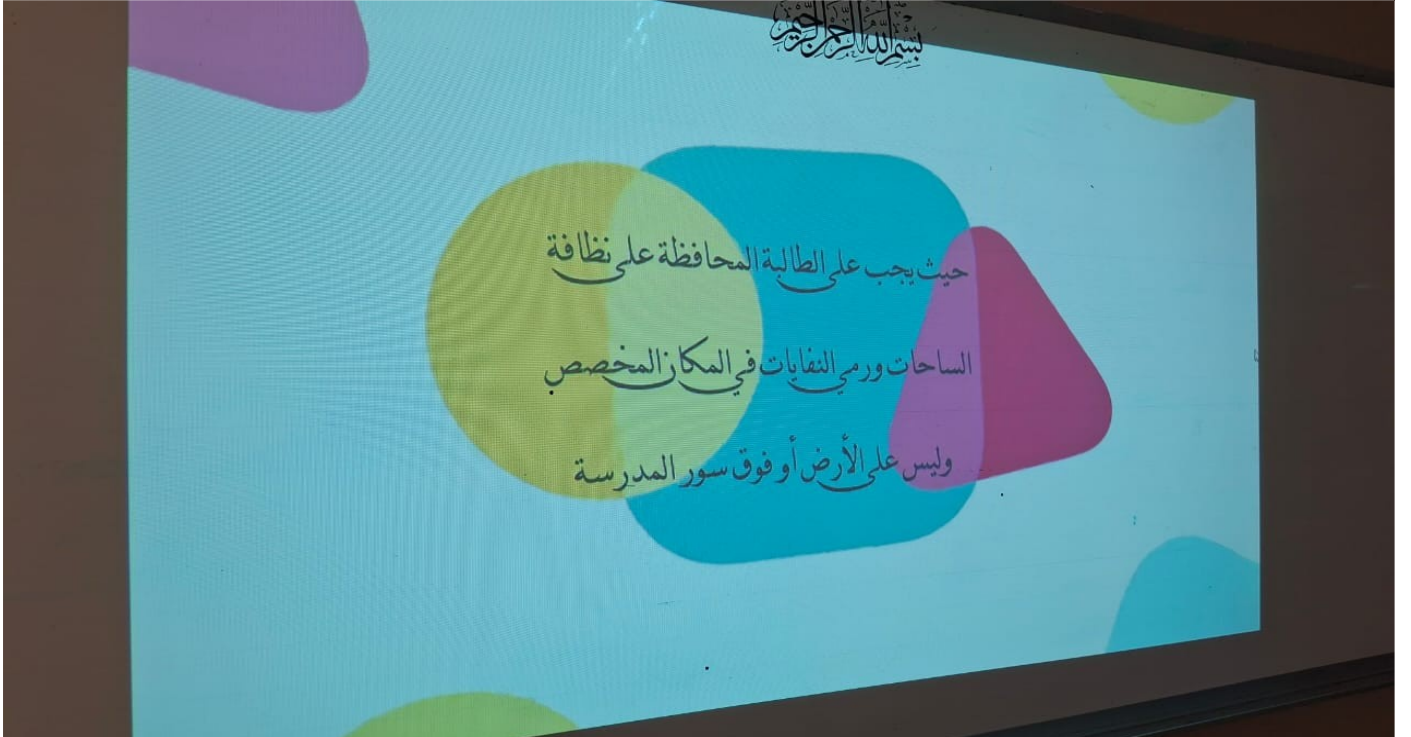 بسم الله الرحمن الرحيم
حيث يجب على الطالبة المحافظة على نظافة
الساحات ورمي النفايات في المكان المخصص
وليس على الأرض أو فوق سور المدرسة